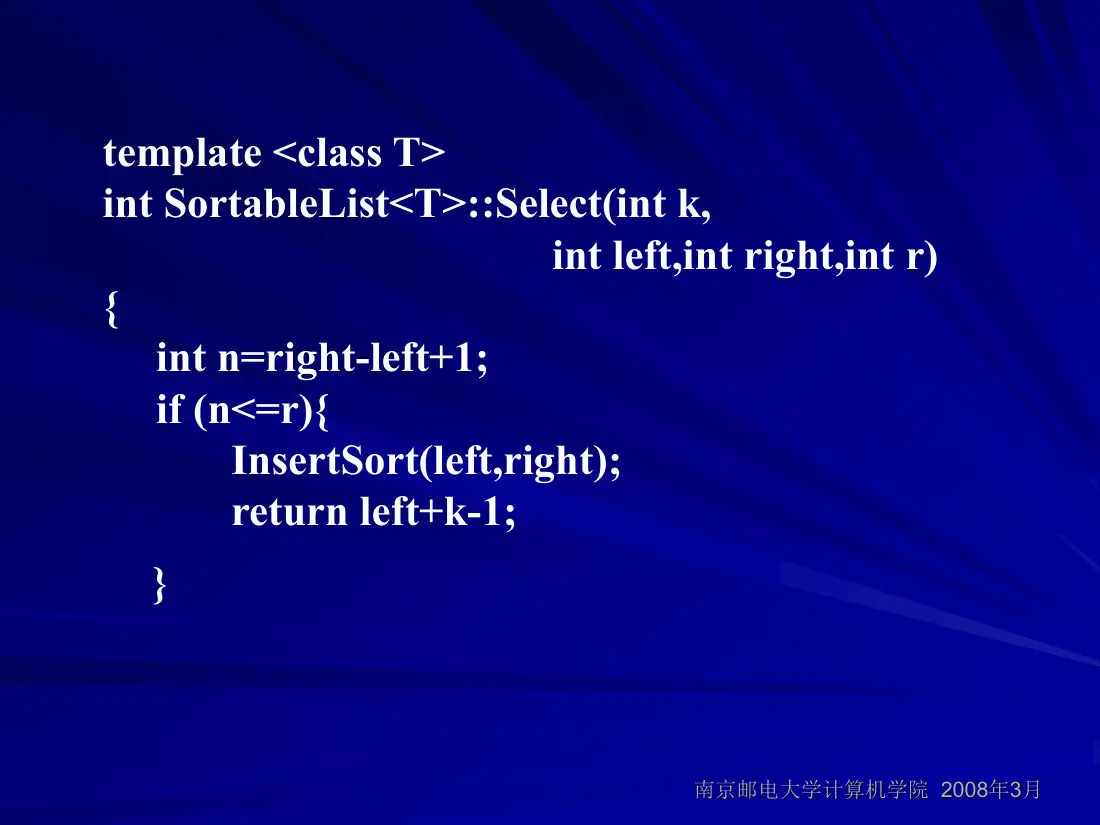 template <class T>
int SortableList<T>::Select(int k,
int left,int right,int r)
{
int n=right-left+1;
if (n<=r){
InsertSort(left,right);
return left+k-1;
}
南京邮电大学计算机学院 2008年3月